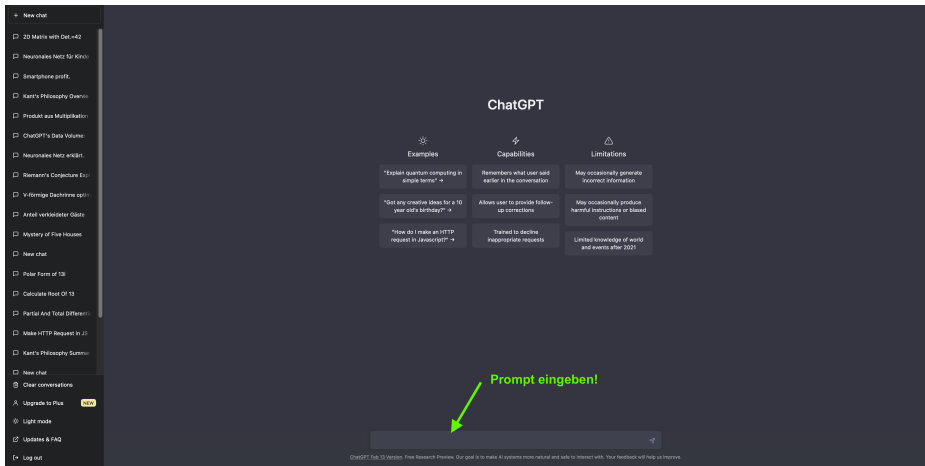 + New chat
2D Matrix with Det.=42
Neuronales Netz für Kinde
Smartphone profit.
Kant's Philosophy Overvie
Produkt aus Multiplikation
ChatGPT's Data Volume:
Neuronales Netz erklärt.
Riemann's Conjecture Exp
V-förmige Dachrinne optim
Anteil verkleideter Gäste
Mystery of Five Houses
New chat
Polar Form of 13i
Calculate Root Of 13
Partial And Total Differenti
Make HTTP Request in JS
Kant's Philosophy Summar
New chat
Clear conversations
Upgrade to Plus NEW
Light mode
Updates & FAQ
Log out
ChatGPT
Examples
"Explain quantum computing in
simple terms" →
"Got any creative ideas for a 10
year old's birthday?" →
"How do I make an HTTP
request in Javascript?" →
Capabilities
Remembers what user said
earlier in the conversation
Allows user to provide follow-
up corrections
Trained to decline
inappropriate requests
Limitations
May occasionally generate
incorrect information
May occasionally produce
harmful instructions or biased
content
Limited knowledge of world
and events after 2021
Prompt eingeben!
ChatGPT Feb 13 Version. Free Research Preview. Our goal is to make AI systems more natural and safe to interact with. Your feedback will help us improve.